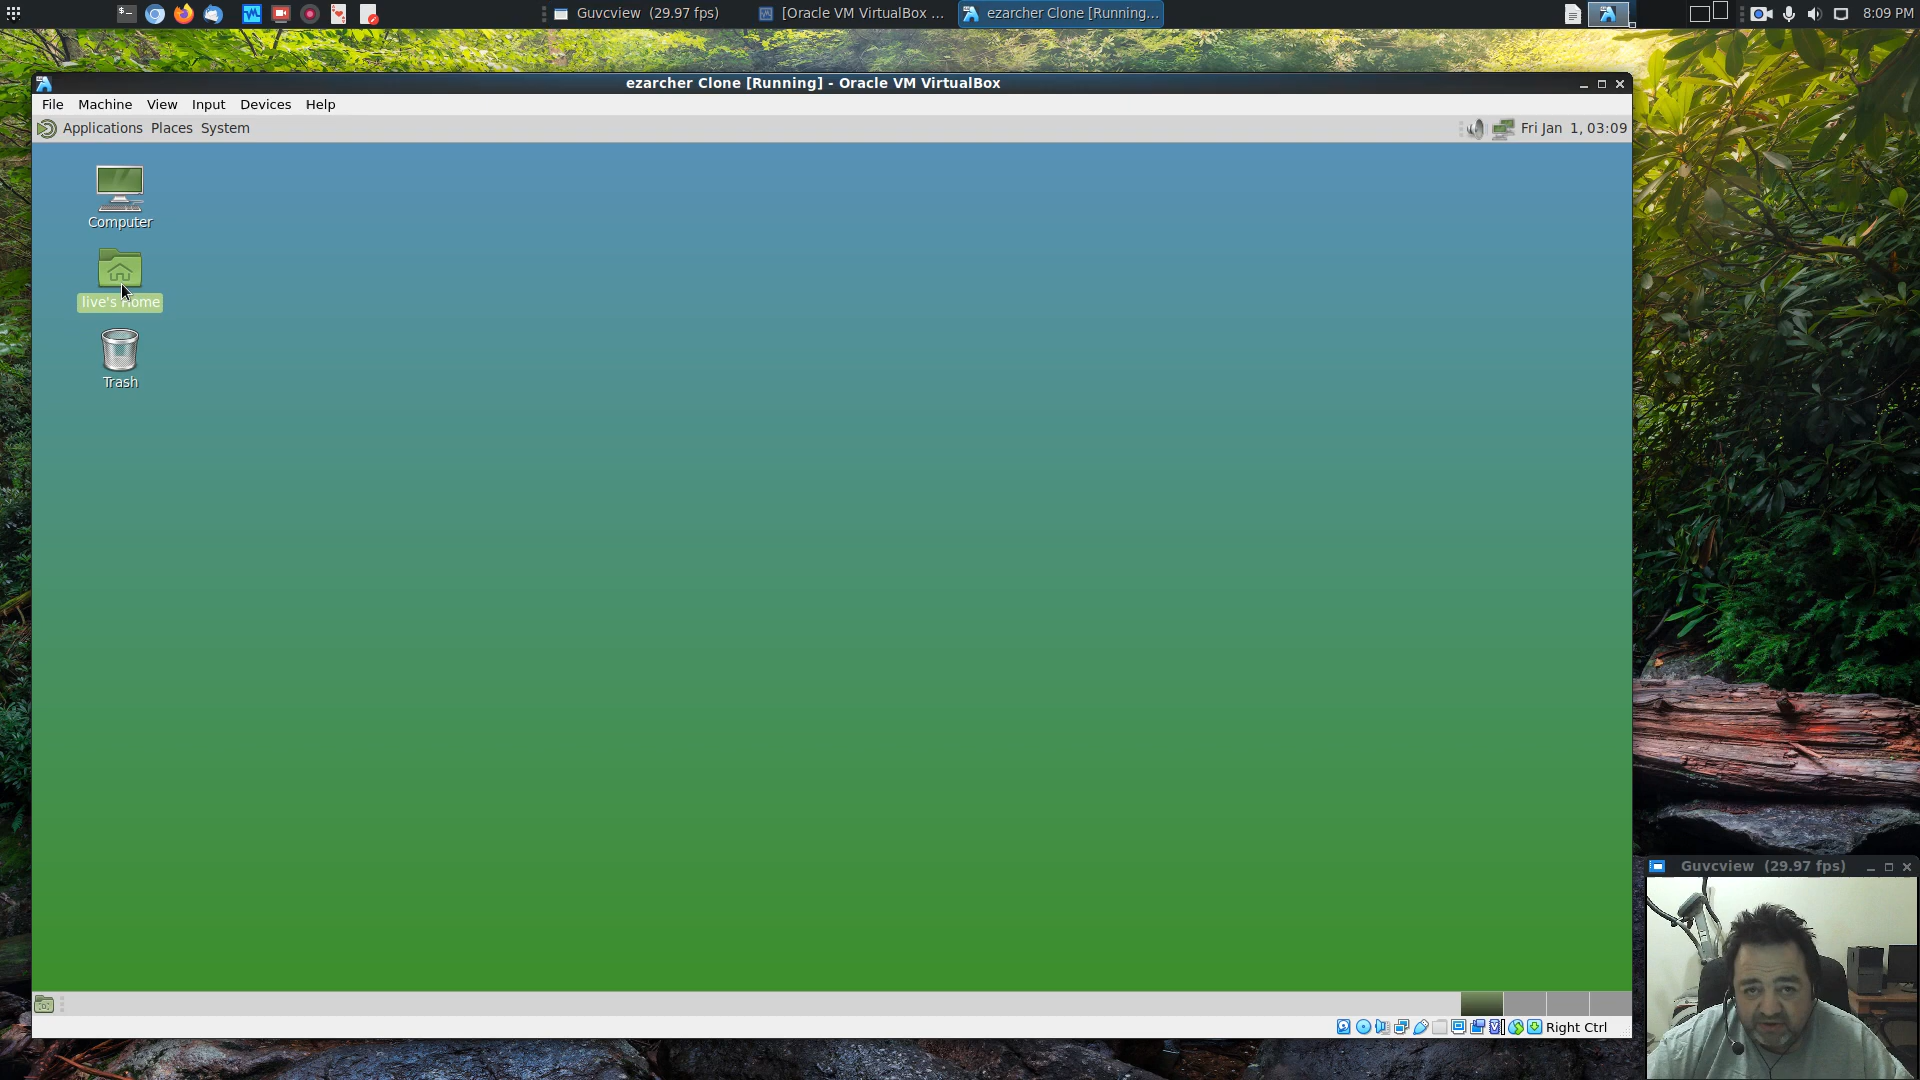 Guvcview (29.97 fps)
[Oracle VM VirtualBox ...
ezarcher Clone [Running...
8:09 PM
ezarcher Clone [Running] - Oracle VM VirtualBox
File Machine View Input Devices Help
Applications Places System
Fri Jan 1, 03:09
Computer
live's Home
Trash
Guvcview (29.97 fps)
Right Ctrl